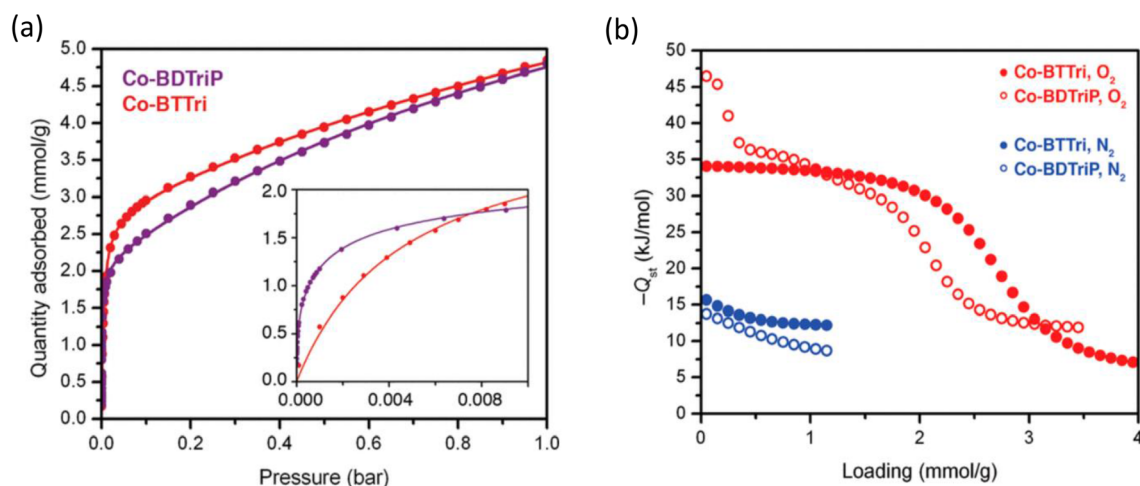 (a)
Quantity adsorbed (mmol/g)
5.0
4.5
4.0
3.5
3.0
2.5
2.0
1.5
1.0
0.5
0.0
Co-BDTriP
Co-BTTri
2.0
1.5
1.0
0.5
0.0
0.000 0.004 0.008
0.0 0.2 0.4 0.6 0.8 1.0
Pressure (bar)
(b)
−Qst (kJ/mol)
50
45
40
35
30
25
20
15
10
5
0
Co-BTTri, O2
Co-BDTriP, O2
Co-BTTri, N2
Co-BDTriP, N2
0 1 2 3 4
Loading (mmol/g)